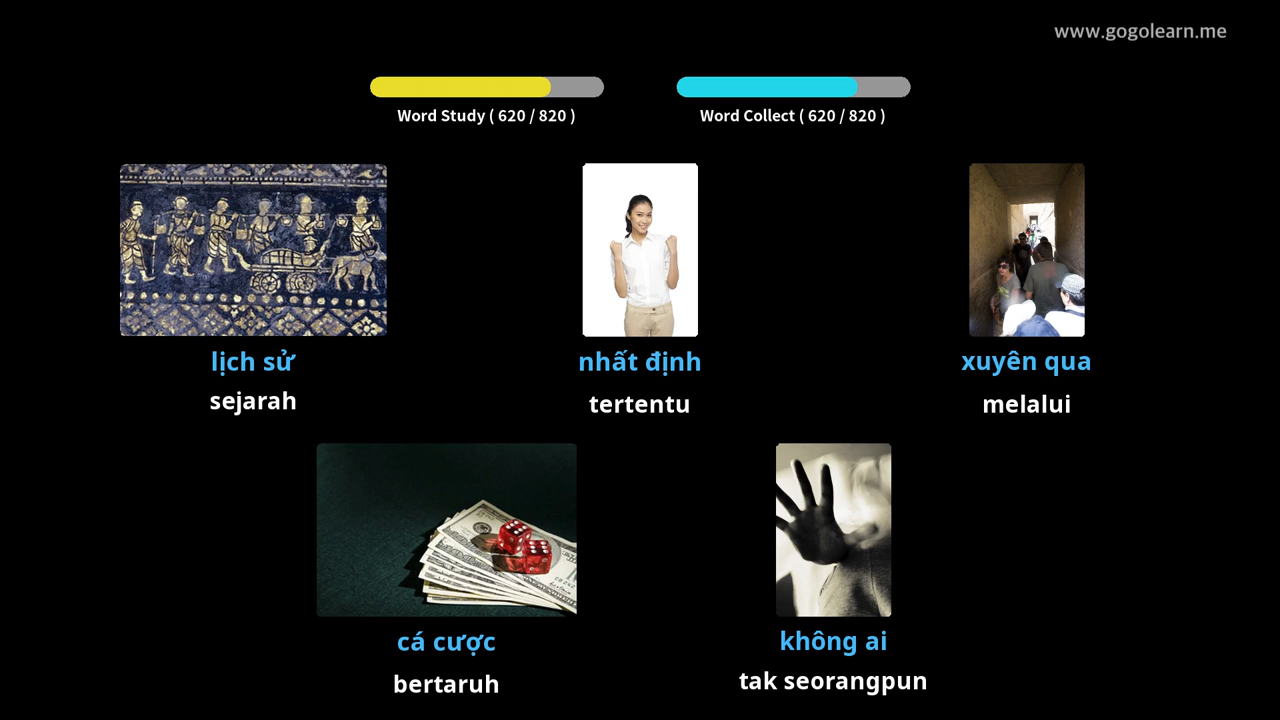 www.gogolearn.me
Word Study ( 620 / 820 )
Word Collect ( 620 / 820 )
lịch sử
sejarah
nhất định
tertentu
xuyên qua
melalui
cá cược
bertaruh
không ai
tak seorangpun